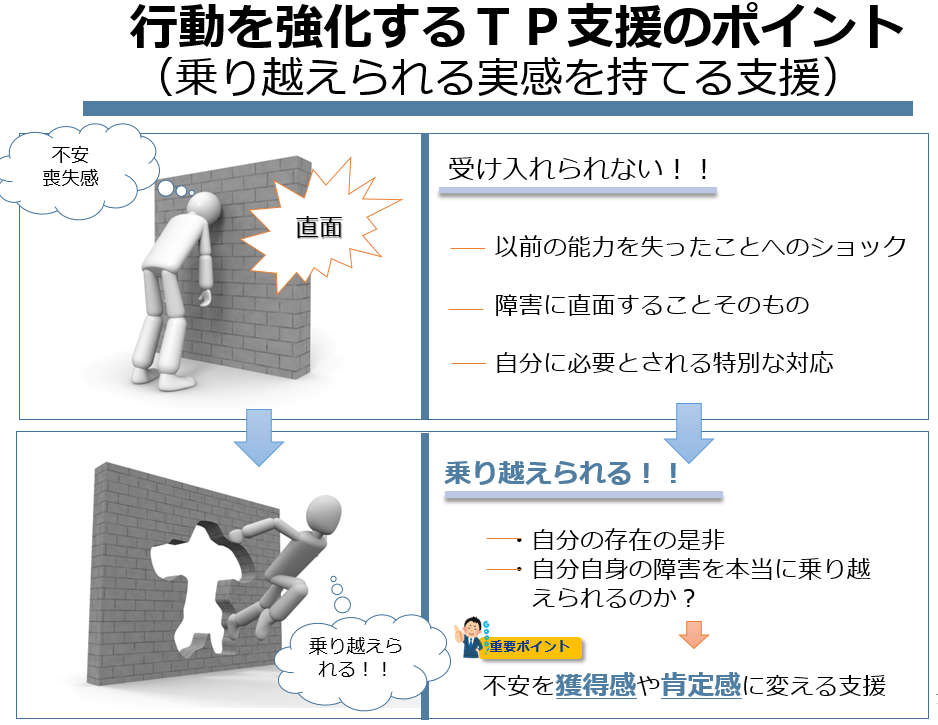 行動を強化するＴＰ支援のポイント
（乗り越えられる実感を持てる支援）
不安
喪失感
直面
受け入れられない！！
以前の能力を失ったことへのショック
障害に直面することそのもの
自分に必要とされる特別な対応
乗り越えられる！！
・自分の存在の是非
・自分自身の障害を本当に乗り越
えられるのか？
乗り越えら
れる！！
GOOD!
重要ポイント
不安を獲得感や肯定感に変える支援